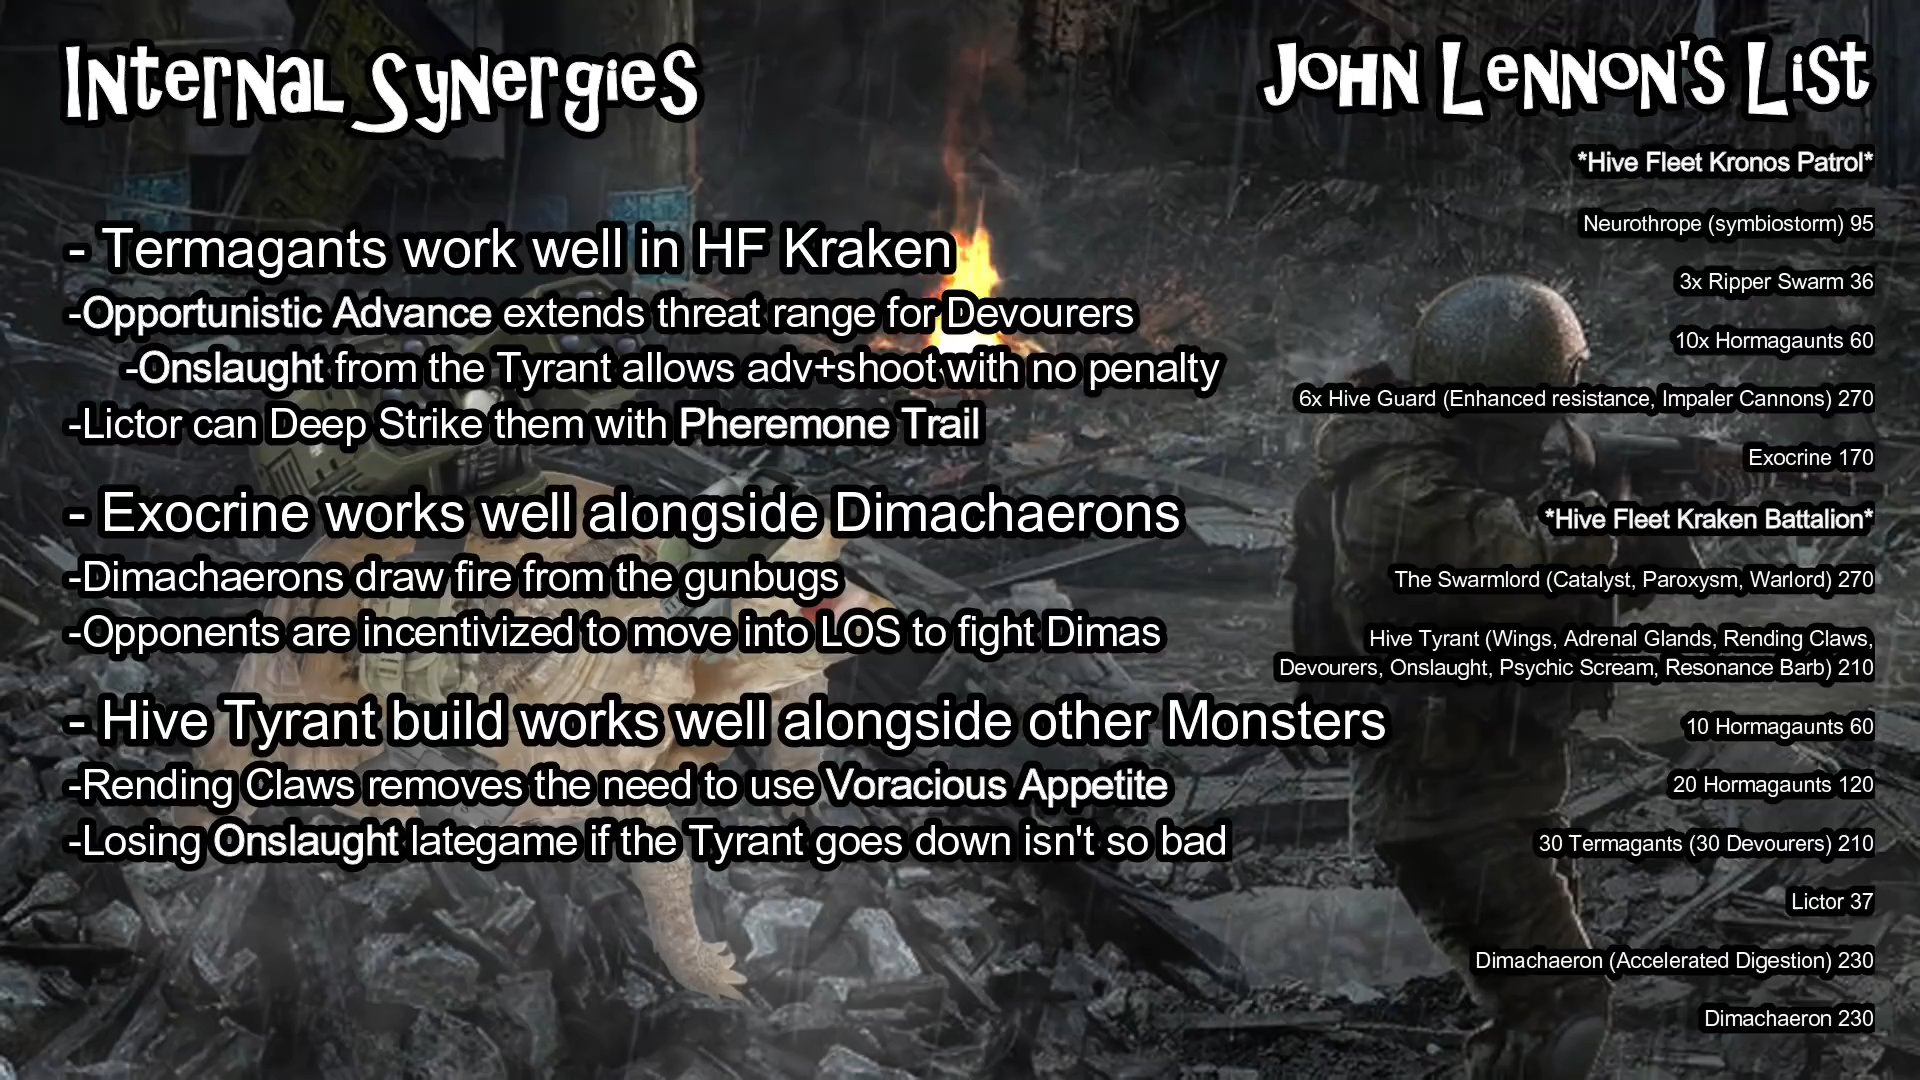 Internal Synergies
- Termagants work well in HF Kraken
-Opportunistic Advance extends threat range for Devourers
-Onslaught from the Tyrant allows adv+shoot with no penalty
-Lictor can Deep Strike them with Pheremone Trail
- Exocrine works well alongside Dimachaerons
-Dimachaerons draw fire from the gunbugs
-Opponents are incentivized to move into LOS to fight Dimas
- Hive Tyrant build works well alongside other Monsters
-Rending Claws removes the need to use Voracious Appetite
-Losing Onslaught lategame if the Tyrant goes down isn't so bad
John Lennon's List
*Hive Fleet Kronos Patrol*
Neurothrope (symbiostorm) 95
3x Ripper Swarm 36
10x Hormagaunts 60
6x Hive Guard (Enhanced resistance, Impaler Cannons) 270
Exocrine 170
*Hive Fleet Kraken Battalion*
The Swarmlord (Catalyst, Paroxysm, Warlord) 270
Hive Tyrant (Wings, Adrenal Glands, Rending Claws,
Devourers, Onslaught, Psychic Scream, Resonance Barb) 210
10 Hormagaunts 60
20 Hormagaunts 120
30 Termagants (30 Devourers) 210
Lictor 37
Dimachaeron (Accelerated Digestion) 230
Dimachaeron 230